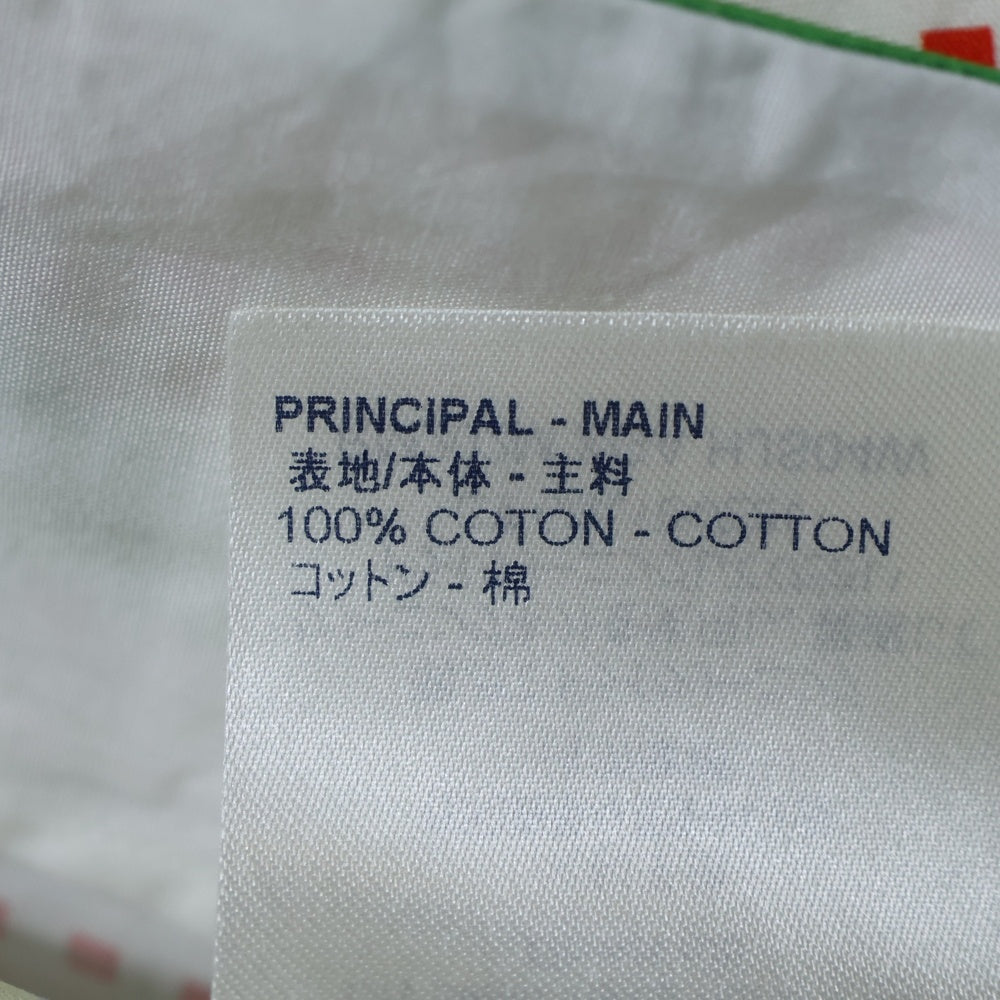 PRINCIPAL - MAIN
表地/本体 - 主料
100% COTON - COTTON
コットン - 棉